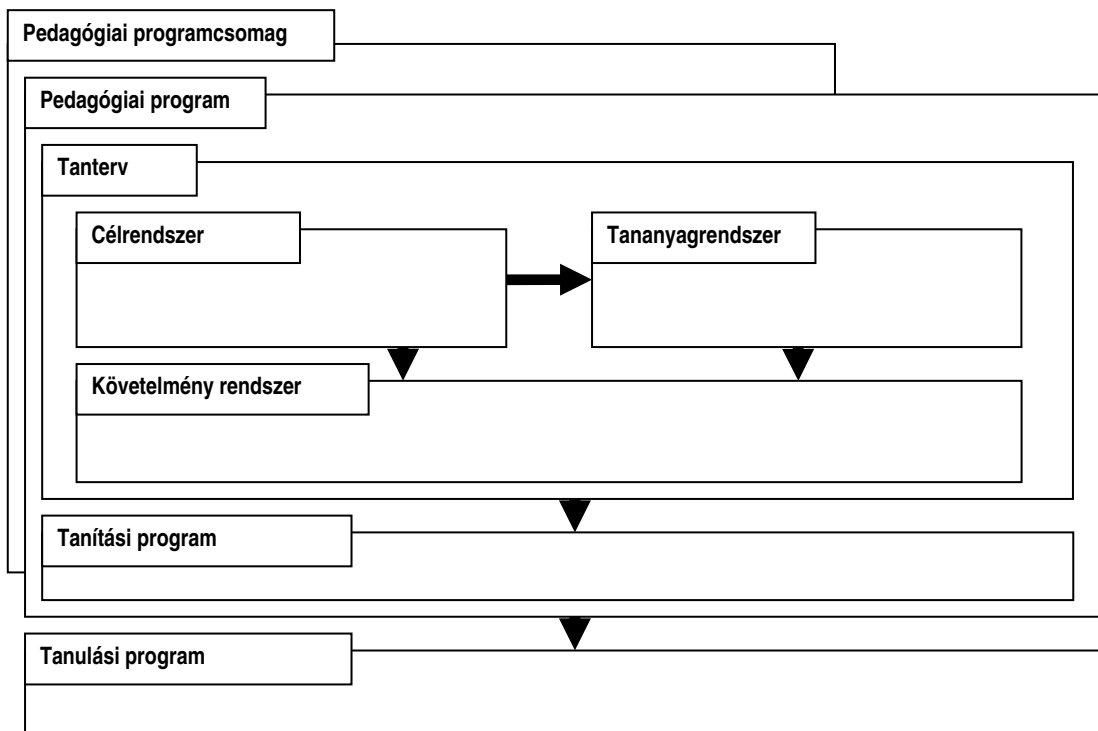 Pedagógiai programcsomag
Pedagógiai program
Tanterv
Célrendszer
Tananyagrendszer
Követelmény rendszer
Tanítási program
Tanulási program